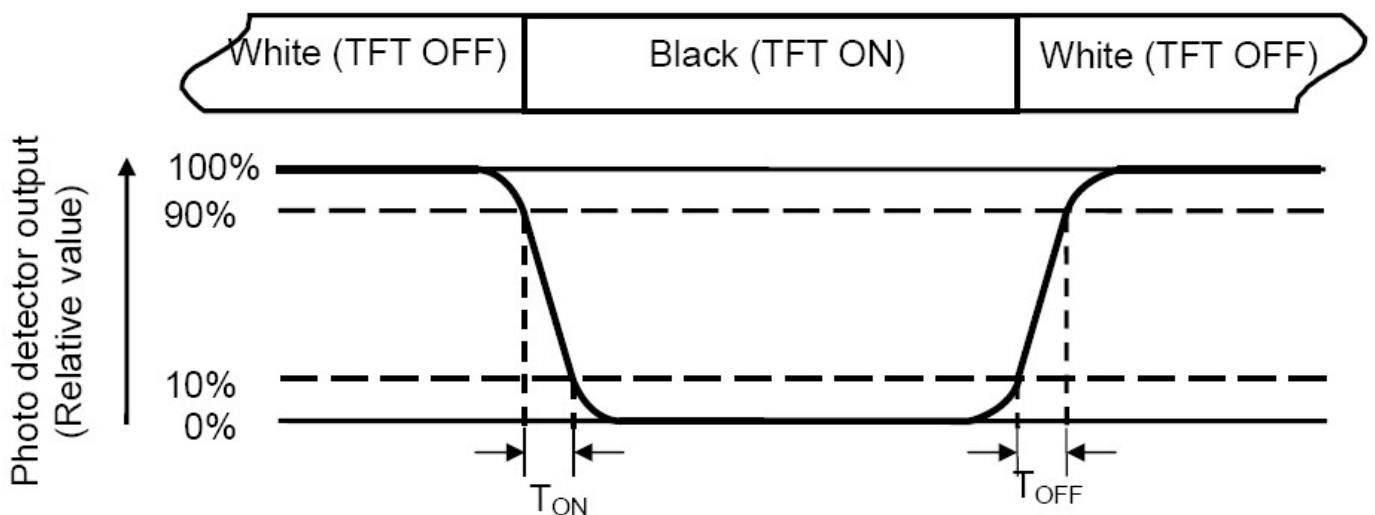 White (TFT OFF)
Black (TFT ON)
White (TFT OFF)
Photo detector output
(Relative value)
100%
90%
10%
0%
TON
TOFF